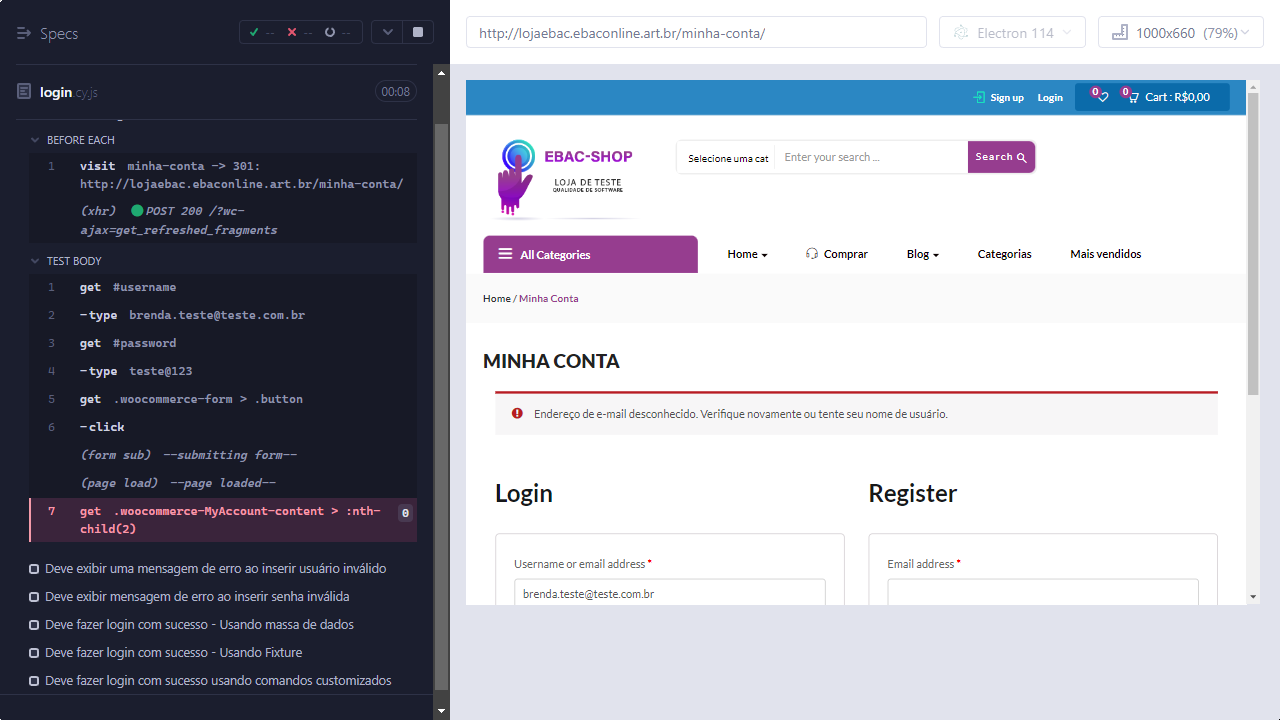 Specs
--
--
--
login.cy.js
00:08
BEFORE EACH
1 visit minha-conta -> 301:
http://lojaebac.ebaconline.art.br/minha-conta/
(xhr) POST 200 /?wc-
ajax=get_refreshed_fragments
TEST BODY
1 get #username
2 -type brenda.teste@teste.com.br
3 get #password
4 -type teste@123
5 get .woocommerce-form > .button
6 -click
(form sub) --submitting form--
(page load) --page loaded--
7 get .woocommerce-MyAccount-content > :nth-
child(2)
0
Deve exibir uma mensagem de erro ao inserir usuário inválido
Deve exibir mensagem de erro ao inserir senha inválida
Deve fazer login com sucesso - Usando massa de dados
Deve fazer login com sucesso - Usando Fixture
Deve fazer login com sucesso usando comandos customizados
http://lojaebac.ebaconline.art.br/minha-conta/
Electron 114
1000x660 (79%)
Sign up
Login
0
0
Cart : R$0,00
EBAC-SHOP
LOJA DE TESTE
QUALIDADE DE SOFTWARE
Selecione uma cat
Enter your search ...
Search
All Categories
Home
Comprar
Blog
Categorias
Mais vendidos
Home / Minha Conta
MINHA CONTA
Endereço de e-mail desconhecido. Verifique novamente ou tente seu nome de usuário.
Login
Register
Username or email address *
brenda.teste@teste.com.br
Email address *